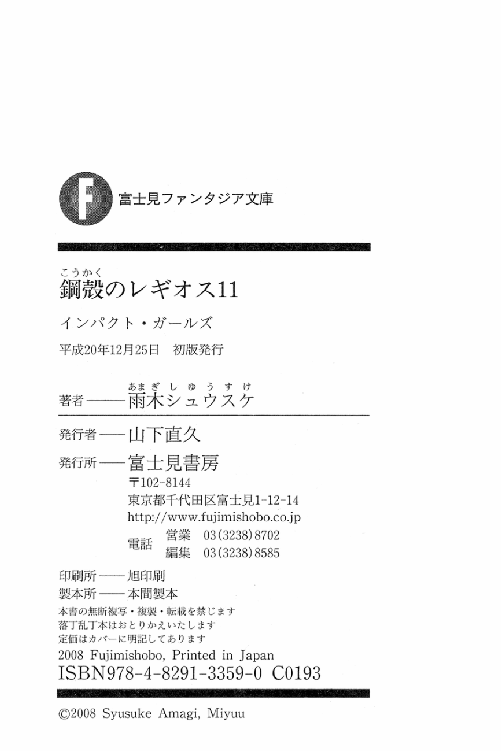 F 富士見ファンタジア文庫
こうかく
鋼殻のレギオス11
インパクト・ガールズ
平成20年12月25日 初版発行
あまぎしゅうすけ
著者――雨木シュウスケ
発行者――山下直久
発行所――富士見書房
〒102-8144
東京都千代田区富士見1-12-14
http://www.fujimishobo.co.jp
電話 営業 03(3238)8702
編集 03(3238)8585
印刷所――旭印刷
製本所――本間製本
本書の無断複写・複製・転載を禁じます
落丁乱丁本はおとりかえいたします
定価はカバーに明記してあります
2008 Fujimishobo, Printed in Japan
ISBN978-4-8291-3359-0 C0193
©2008 Syusuke Amagi, Miyuu